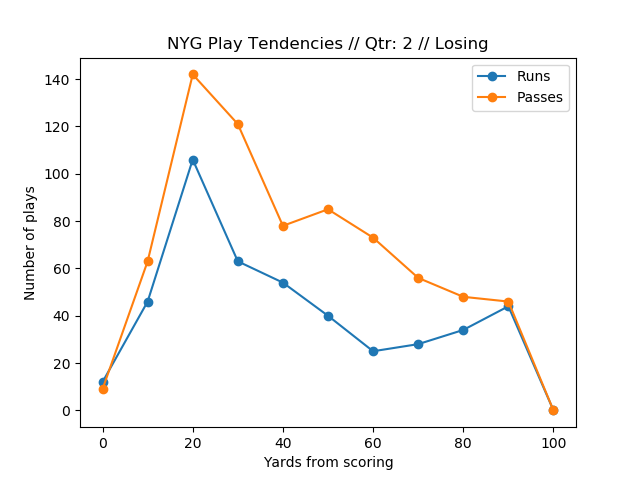 NYG Play Tendencies // Qtr: 2 // Losing
Runs
Passes
Number of plays
140
120
100
80
60
40
20
0
0 20 40 60 80 100
Yards from scoring